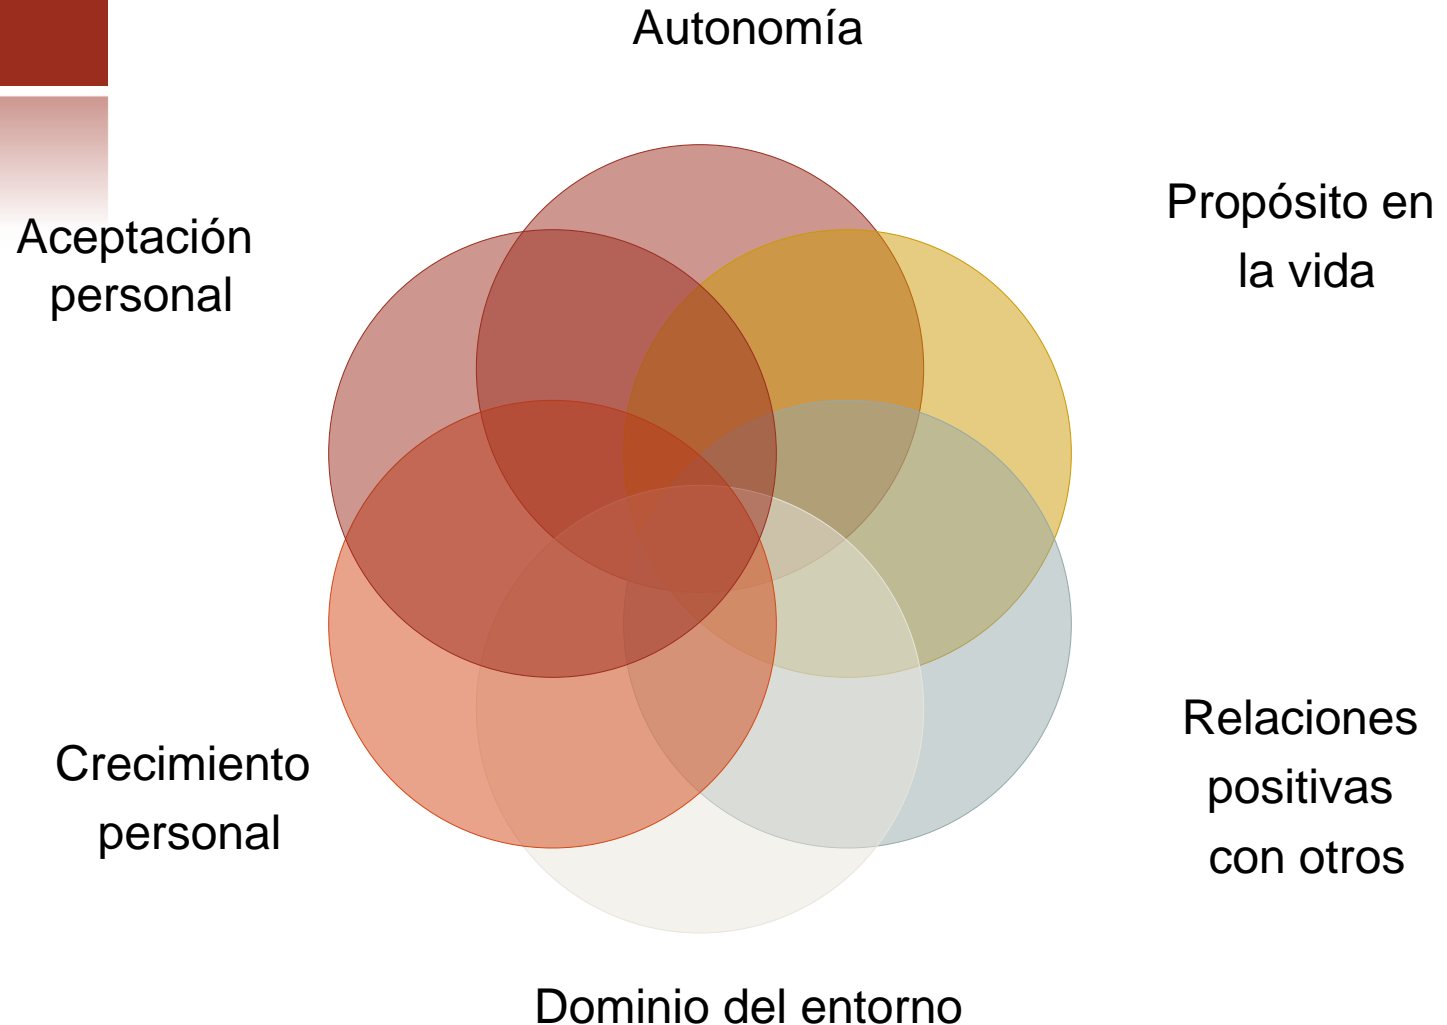 Autonomía
Propósito en
la vida
Aceptación
personal
Relaciones
positivas
con otros
Crecimiento
personal
Dominio del entorno